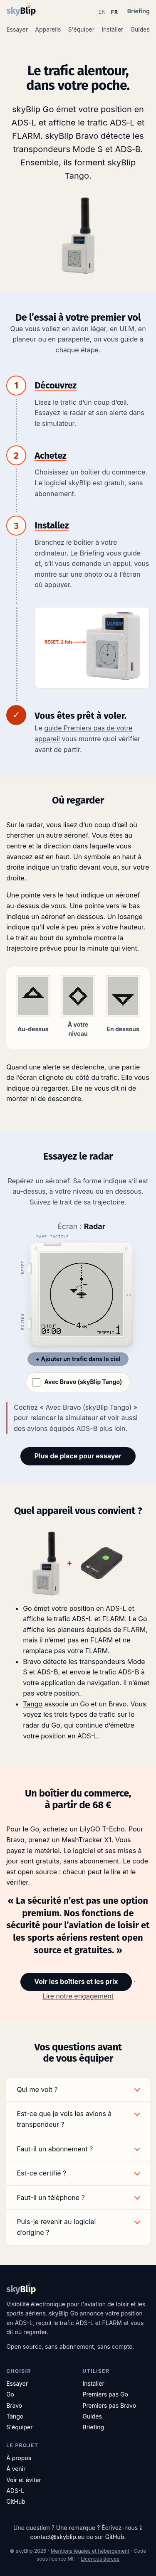 skyBlip EN FR Briefing
Essayer Appareils S'équiper Installer Guides
Le trafic alentour,
dans votre poche.
skyBlip Go émet votre position en
ADS-L et affiche le trafic ADS-L et
FLARM. skyBlip Bravo détecte les
transpondeurs Mode S et ADS-B.
Ensemble, ils forment skyBlip
Tango.
De l'essai à votre premier vol
Que vous voliez en avion léger, en ULM, en
planeur ou en parapente, on vous guide à
chaque étape.
1
Découvrez
Lisez le trafic d'un coup d'œil.
Essayez le radar et son alerte dans
le simulateur.
2
Achetez
Choisissez un boîtier du commerce.
Le logiciel skyBlip est gratuit, sans
abonnement.
3
Installez
Branchez le boîtier à votre
ordinateur. Le Briefing vous guide
et, s'il vous demande un appui, vous
montre sur une photo ou à l'écran
où appuyer.
RESET, 2 fois
✓
Vous êtes prêt à voler.
Le guide Premiers pas de votre
appareil vous montre quoi vérifier
avant de partir.
Où regarder
Sur le radar, vous lisez d'un coup d'œil où
chercher un autre aéronef. Vous êtes au
centre et la direction dans laquelle vous
avancez est en haut. Un symbole en haut à
droite indique un trafic devant vous, sur votre
droite.
Une pointe vers le haut indique un aéronef
au-dessus de vous. Une pointe vers le bas
indique un aéronef en dessous. Un losange
indique qu'il vole à peu près à votre hauteur.
Le trait au bout du symbole montre la
trajectoire prévue pour la minute qui vient.
Au-dessus
À votre
niveau
En dessous
Quand une alerte se déclenche, une partie
de l'écran clignote du côté du trafic. Elle vous
indique où regarder. Elle ne vous dit ni de
monter ni de descendre.
Essayez le radar
Repérez un aéronef. Sa forme indique s'il est
au-dessus, à votre niveau ou en dessous.
Suivez le trait de sa trajectoire.
Écran : Radar
PAVÉ TACTILE
RESET
BOUTON
4 nm
FLIGHT
0:00
TRAFFIC 1
+ Ajouter un trafic dans le ciel
Avec Bravo (skyBlip Tango)
Cochez « Avec Bravo (skyBlip Tango) »
pour relancer le simulateur et voir aussi
des avions équipés ADS-B plus loin.
Plus de place pour essayer
Quel appareil vous convient ?
+
Go émet votre position en ADS-L et
affiche le trafic ADS-L et FLARM. Le Go
affiche les planeurs équipés de FLARM,
mais il n'émet pas en FLARM et ne
remplace pas votre FLARM.
Bravo détecte les transpondeurs Mode
S et ADS-B, et envoie le trafic ADS-B à
votre application de navigation. Il n'émet
pas votre position.
Tango associe un Go et un Bravo. Vous
voyez les trois types de trafic sur le
radar du Go, qui continue d'émettre
votre position en ADS-L.
Un boîtier du commerce,
à partir de 68 €
Pour le Go, achetez un LilyGO T-Echo. Pour
Bravo, prenez un MeshTracker X1. Vous
payez le matériel. Le logiciel et ses mises à
jour sont gratuits, sans abonnement. Le code
est open source : chacun peut le lire et le
vérifier.
« La sécurité n'est pas une option
premium. Nos fonctions de
sécurité pour l'aviation de loisir et
les sports aériens restent open
source et gratuites. »
Voir les boîtiers et les prix ·
Lire notre engagement
Vos questions avant
de vous équiper
Qui me voit ?
Est-ce que je vois les avions à
transpondeur ?
Faut-il un abonnement ?
Est-ce certifié ?
Faut-il un téléphone ?
Puis-je revenir au logiciel
d'origine ?
skyBlip
Visibilité électronique pour l'aviation de loisir et les
sports aériens. skyBlip Go annonce votre position
en ADS-L, reçoit le trafic ADS-L et FLARM et vous
dit où regarder.
Open source, sans abonnement, sans compte.
CHOISIR
Essayer
Go
Bravo
Tango
S'équiper
UTILISER
Installer
Premiers pas Go
Premiers pas Bravo
Guides
Briefing
LE PROJET
À propos
À venir
Voir et éviter
ADS-L
GitHub
Une question ? Une remarque ? Écrivez-nous à
contact@skyblip.eu ou sur GitHub.
© skyBlip 2026 · Mentions légales et hébergement · Code
sous licence MIT · Licences tierces